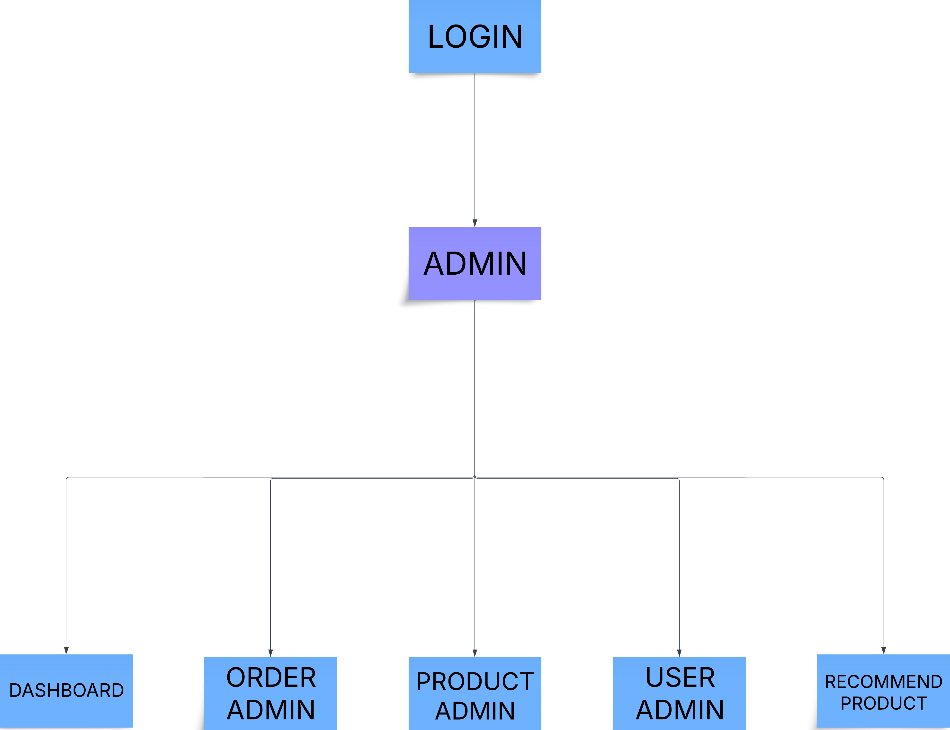 LOGIN
ADMIN
DASHBOARD
ORDER
ADMIN
PRODUCT
ADMIN
USER
ADMIN
RECOMMEND
PRODUCT